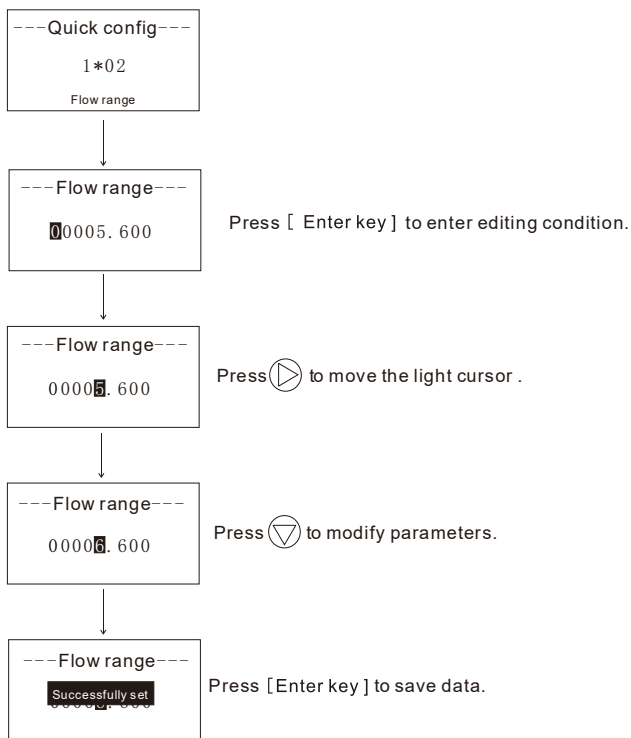 ---Quick config---
1*02
Flow range
---Flow range---
00005.600
Press [ Enter key ] to enter editing condition.
---Flow range---
00005.600
Press to move the light cursor .
---Flow range---
00006.600
Press to modify parameters.
---Flow range---
Successfully set
Press [Enter key ] to save data.